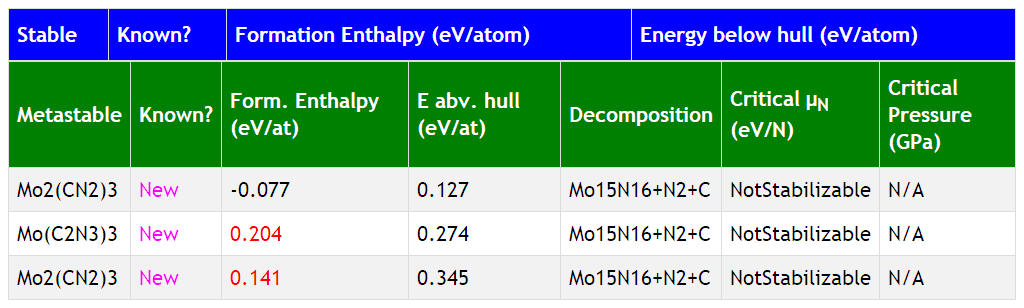 Stable Known? Formation Enthalpy (eV/atom) Energy below hull (eV/atom)
Metastable Known? Form. Enthalpy (eV/at) E abv. hull (eV/at) Decomposition Critical μN (eV/N) Critical Pressure (GPa)
Mo2(CN2)3 New -0.077 0.127 Mo15N16+N2+C NotStabilizable N/A
Mo(C2N3)3 New 0.204 0.274 Mo15N16+N2+C NotStabilizable N/A
Mo2(CN2)3 New 0.141 0.345 Mo15N16+N2+C NotStabilizable N/A